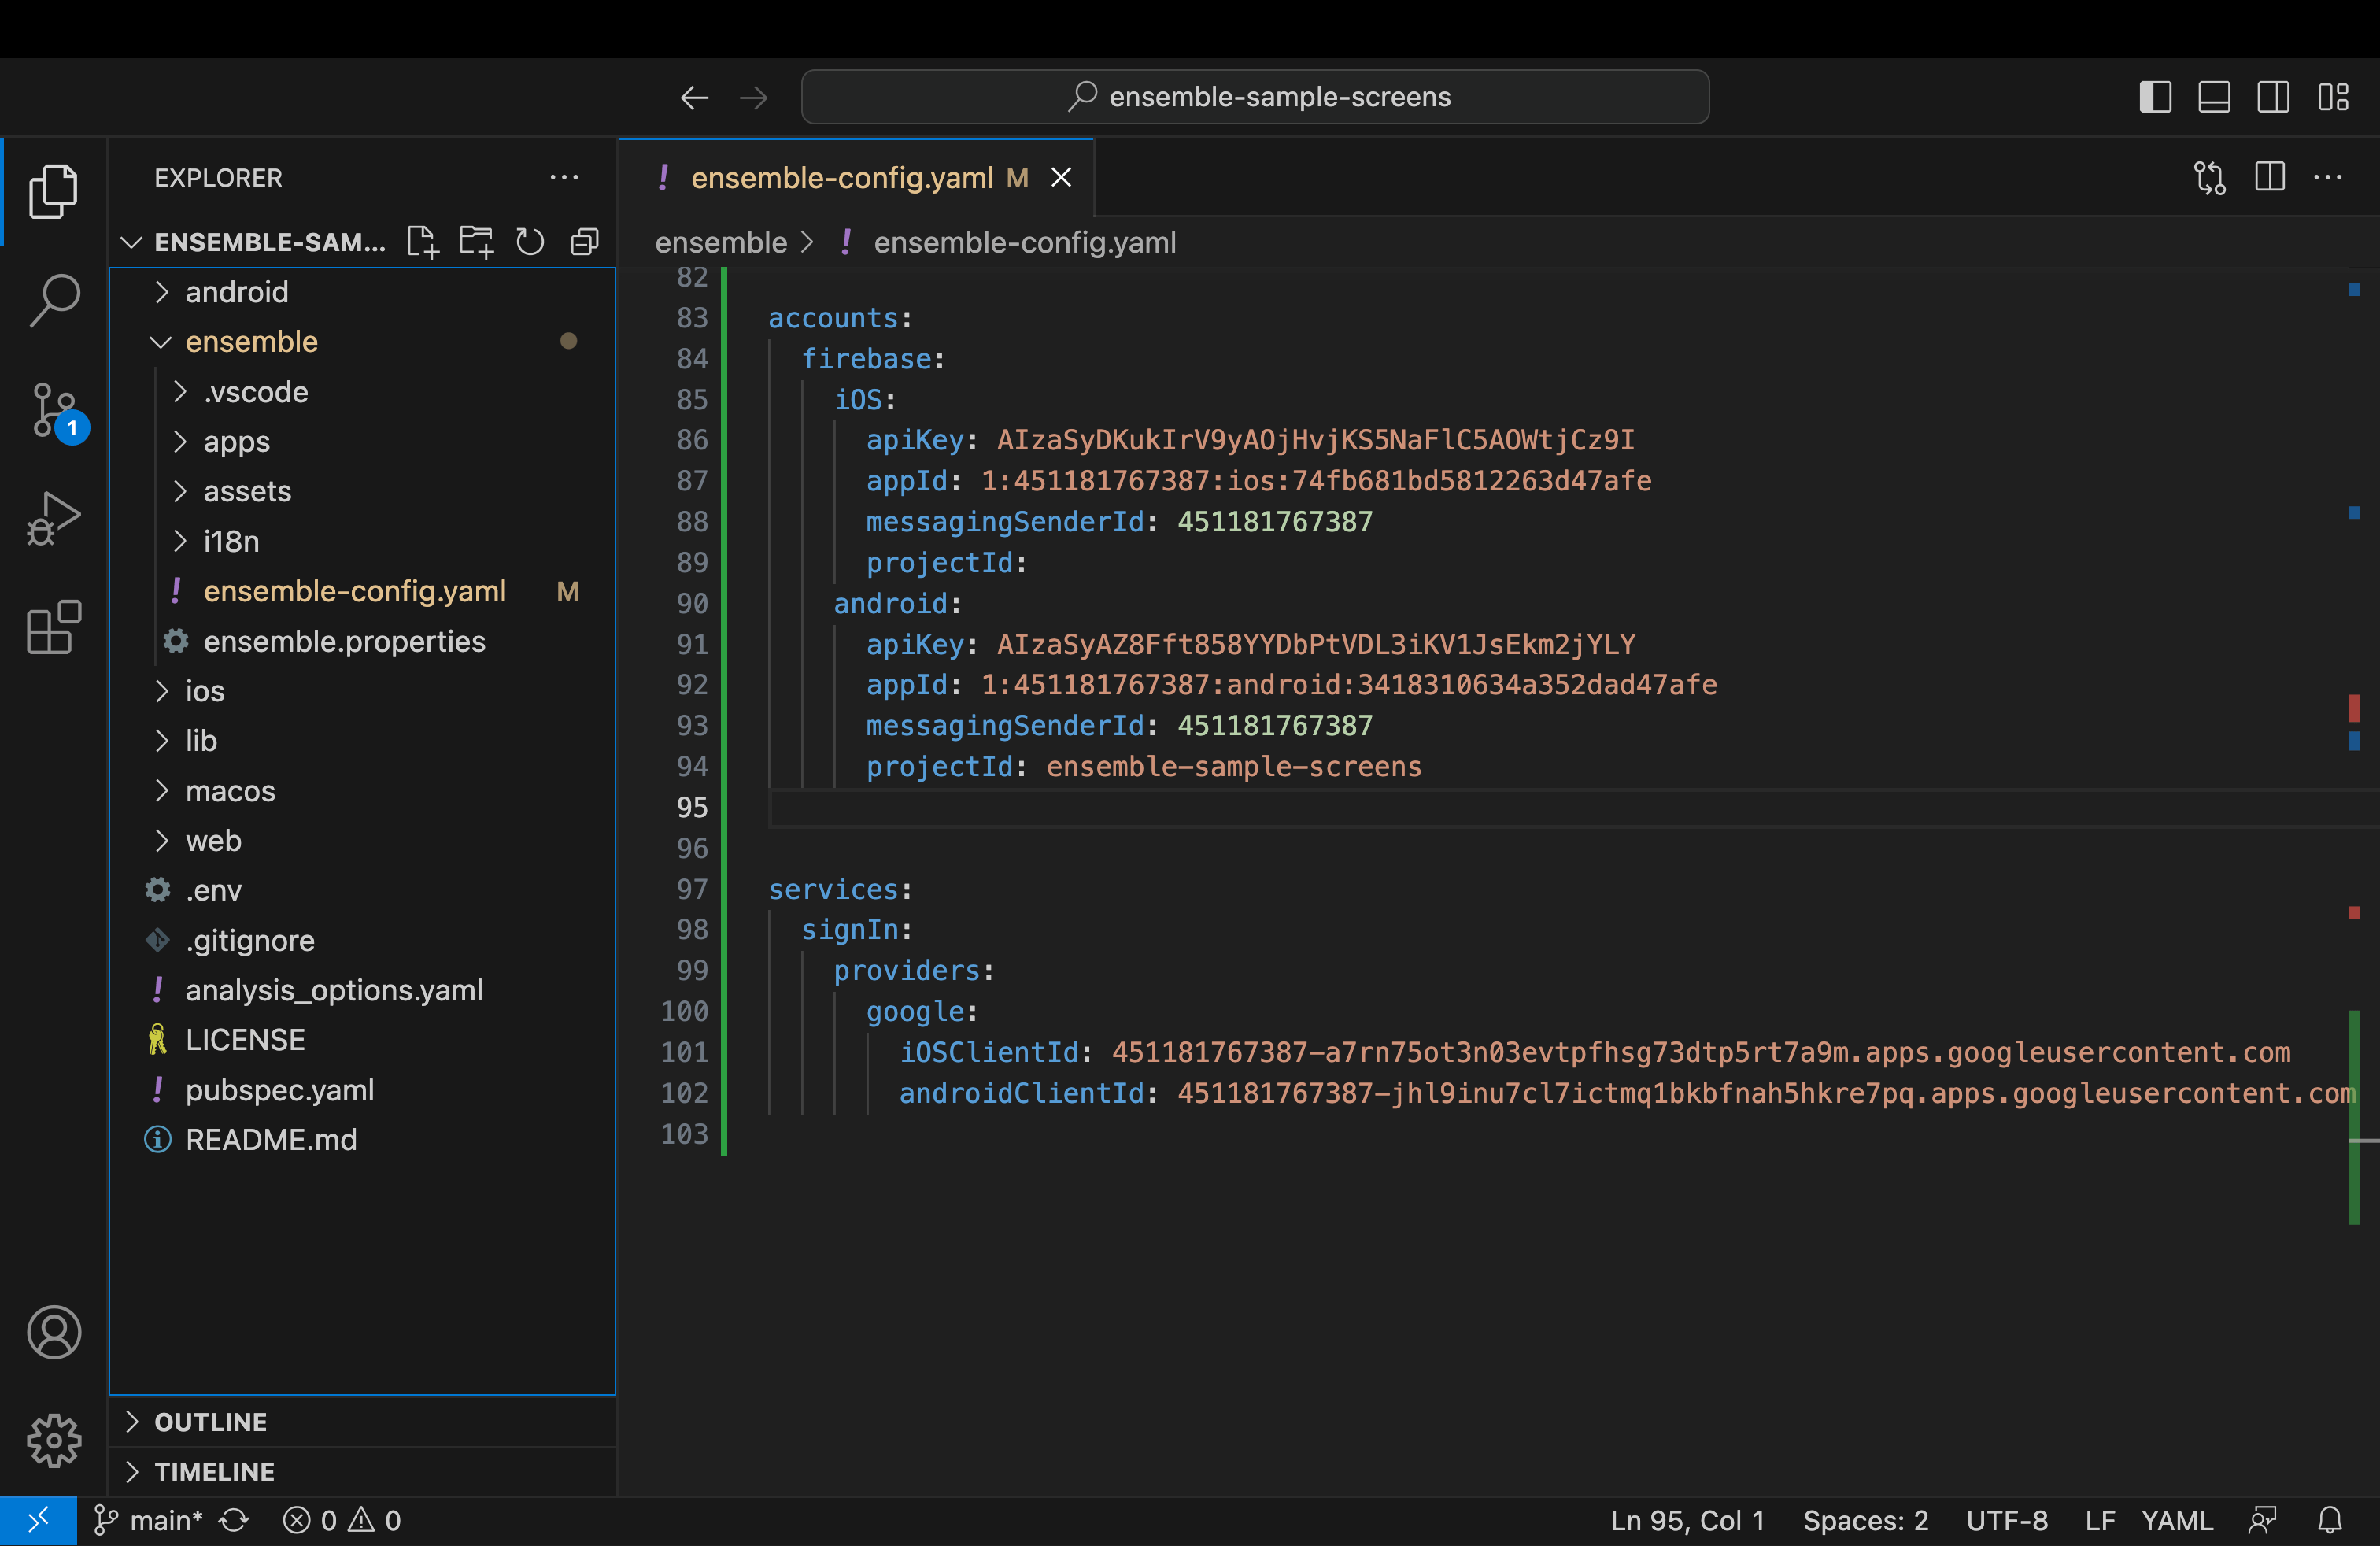 ensemble-sample-screens
EXPLORER
ENSEMBLE-SAM...
android
ensemble
.vscode
apps
assets
i18n
ensemble-config.yaml M
ensemble.properties
ios
lib
macos
web
.env
.gitignore
analysis_options.yaml
LICENSE
pubspec.yaml
README.md
OUTLINE
TIMELINE
1
ensemble-config.yaml M
ensemble > ! ensemble-config.yaml
82
83 accounts:
84 firebase:
85 iOS:
86 apiKey: AIzaSyDKukIrV9yAOjHvjKS5NaFlC5AOWtjCz9I
87 appId: 1:451181767387:ios:74fb681bd5812263d47afe
88 messagingSenderId: 451181767387
89 projectId:
90 android:
91 apiKey: AIzaSyAZ8Fft858YYDbPtVDL3iKV1JsEkm2jYLY
92 appId: 1:451181767387:android:3418310634a352dad47afe
93 messagingSenderId: 451181767387
94 projectId: ensemble-sample-screens
95
96
97 services:
98 signIn:
99 providers:
100 google:
101 iOSClientId: 451181767387-a7rn75ot3n03evtpfhsg73dtp5rt7a9m.apps.googleusercontent.com
102 androidClientId: 451181767387-jhl9inu7cl7ictmq1bkbfnah5hkre7pq.apps.googleusercontent.com
103
main* 0 0 Ln 95, Col 1 Spaces: 2 UTF-8 LF YAML